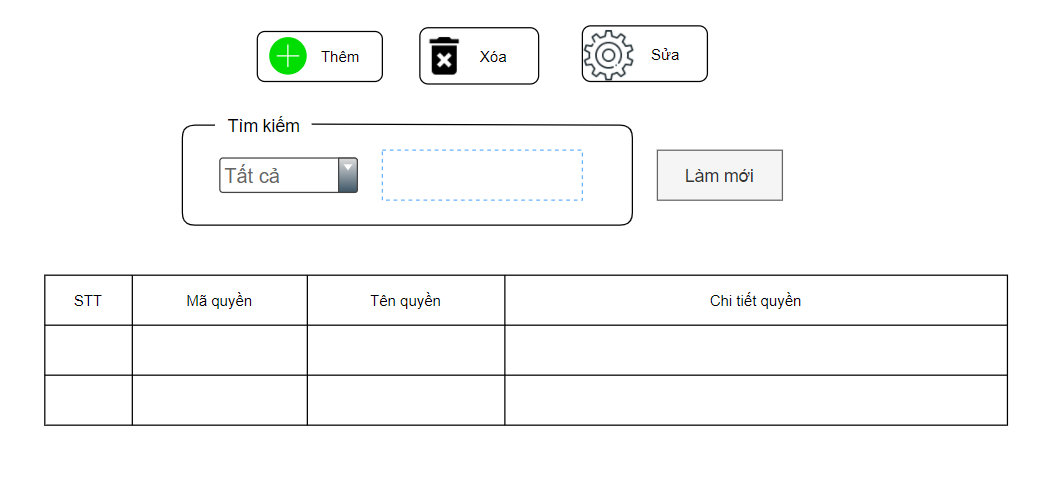 Thêm Xóa Sửa
Tìm kiếm
Tất cả Làm mới
STT Mã quyền Tên quyền Chi tiết quyền